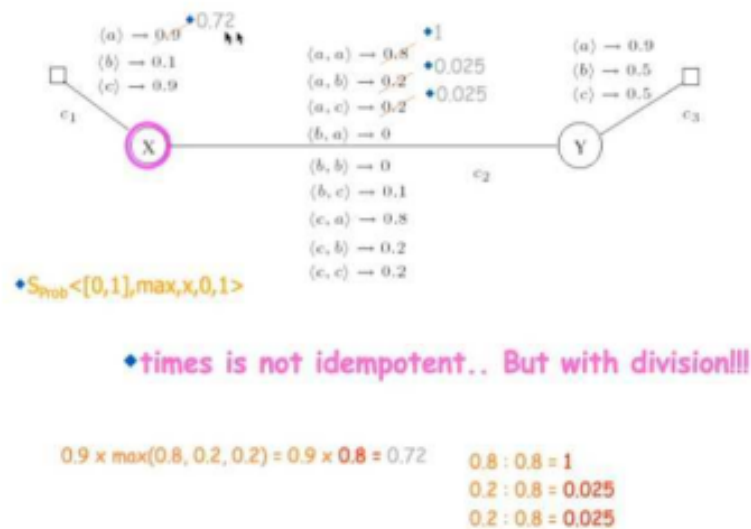 ⟨a⟩ → 0.9 ◆0.72
⟨b⟩ → 0.1
⟨c⟩ → 0.9
c₁
X
⟨a, a⟩ → 0.8 ◆1
⟨a, b⟩ → 0.2 ◆0.025
⟨a, c⟩ → 0.2 ◆0.025
⟨b, a⟩ → 0
⟨b, b⟩ → 0
⟨b, c⟩ → 0.1
⟨c, a⟩ → 0.8
⟨c, b⟩ → 0.2
⟨c, c⟩ → 0.2
c₂
⟨a⟩ → 0.9
⟨b⟩ → 0.5
⟨c⟩ → 0.5
c₃
Y
◆S_Prob<[0,1],max,x,0,1>
◆times is not idempotent.. But with division!!!
0.9 x max(0.8, 0.2, 0.2) = 0.9 x 0.8 = 0.72
0.8 : 0.8 = 1
0.2 : 0.8 = 0.025
0.2 : 0.8 = 0.025